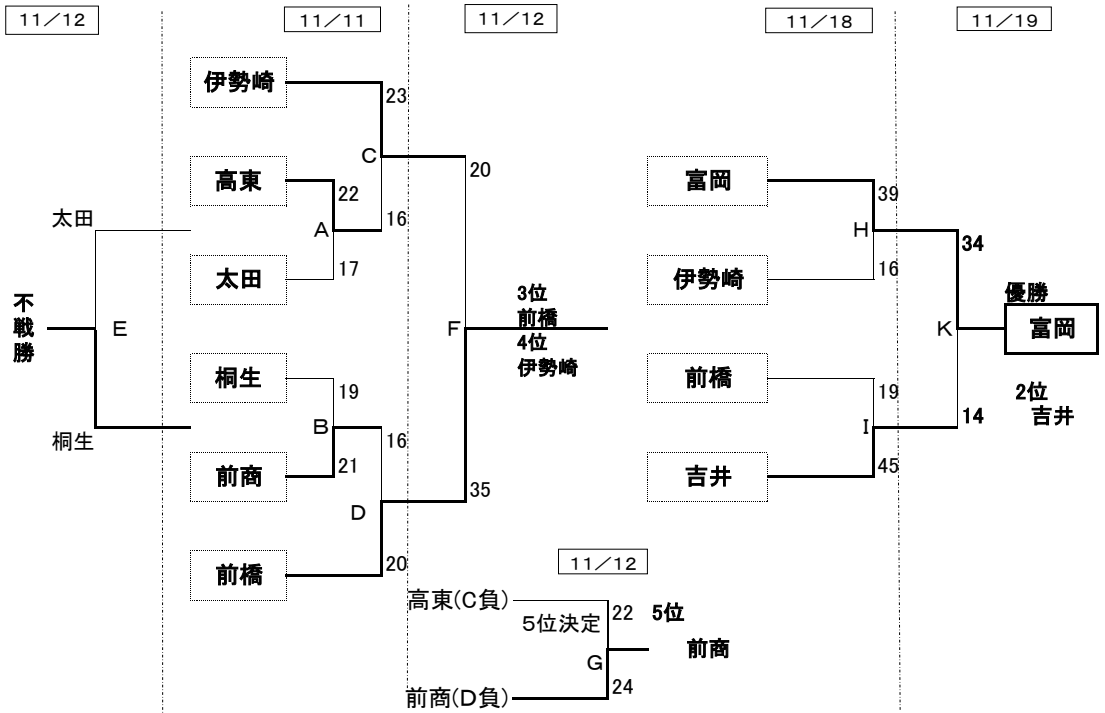 11／12
11／11
11／12
11／18
11／19
伊勢崎
23
C
20
高東
22
富岡
39
太田
A
16
H
34
太田
17
伊勢崎
16
不戦勝
E
F
3位
前橋
4位
伊勢崎
優勝
富岡
K
桐生
19
前橋
19
2位
吉井
桐生
B
16
I
14
前商
21
35
吉井
45
D
前橋
20
11／12
高東(C負)
22
5位
5位決定
前商
G
前商(D負)
24